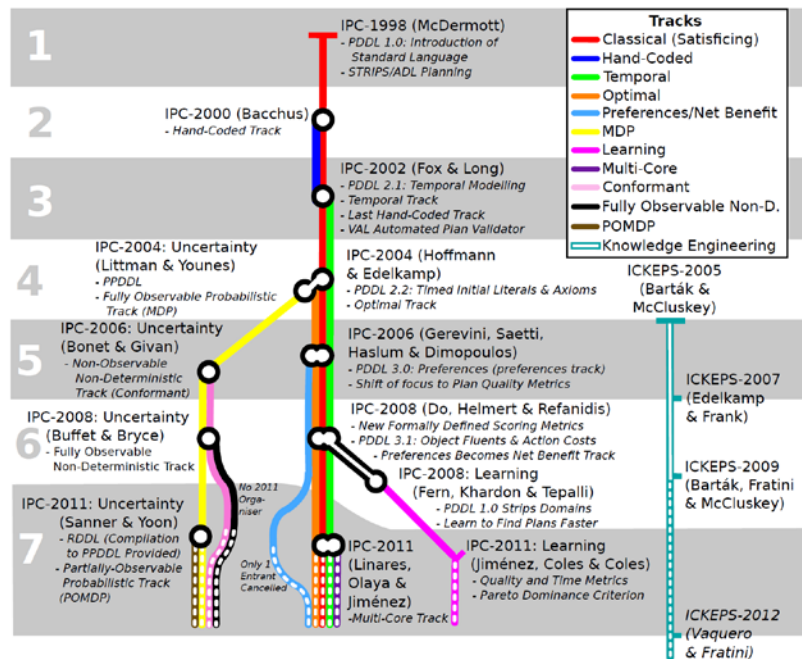 1
IPC-1998 (McDermott)
- PDDL 1.0: Introduction of
Standard Language
- STRIPS/ADL Planning
Tracks
Classical (Satisficing)
Hand-Coded
Temporal
Optimal
Preferences/Net Benefit
MDP
Learning
Multi-Core
Conformant
Fully Observable Non-D.
POMDP
Knowledge Engineering
2
IPC-2000 (Bacchus)
- Hand-Coded Track
3
IPC-2002 (Fox & Long)
- PDDL 2.1: Temporal Modelling
- Temporal Track
- Last Hand-Coded Track
- VAL Automated Plan Validator
4
IPC-2004: Uncertainty
(Littman & Younes)
- PPDDL
- Fully Observable Probabilistic
Track (MDP)
IPC-2004 (Hoffmann
& Edelkamp)
- PDDL 2.2: Timed Initial Literals & Axioms
- Optimal Track
ICKEPS-2005
(Barták &
McCluskey)
5
IPC-2006: Uncertainty
(Bonet & Givan)
- Non-Observable
Non-Deterministic
Track (Conformant)
IPC-2006 (Gerevini, Saetti,
Haslum & Dimopoulos)
- PDDL 3.0: Preferences (preferences track)
- Shift of focus to Plan Quality Metrics
ICKEPS-2007
(Edelkamp
& Frank)
6
IPC-2008: Uncertainty
(Buffet & Bryce)
- Fully Observable
Non-Deterministic Track
IPC-2008 (Do, Helmert & Refanidis)
- New Formally Defined Scoring Metrics
- PDDL 3.1: Object Fluents & Action Costs
- Preferences Becomes Net Benefit Track
IPC-2008: Learning
(Fern, Khardon & Tepalli)
- PDDL 1.0 Strips Domains
- Learn to Find Plans Faster
ICKEPS-2009
(Barták, Fratini
& McCluskey)
No 2011
Orga-
niser
7
IPC-2011: Uncertainty
(Sanner & Yoon)
- RDDL (Compilation
to PPDDL Provided)
- Partially-Observable
Probabilistic Track
(POMDP)
Only 1
Entrant
Cancelled
IPC-2011
(Linares,
Olaya &
Jiménez)
-Multi-Core Track
IPC-2011: Learning
(Jiménez, Coles & Coles)
- Quality and Time Metrics
- Pareto Dominance Criterion
ICKEPS-2012
(Vaquero
& Fratini)